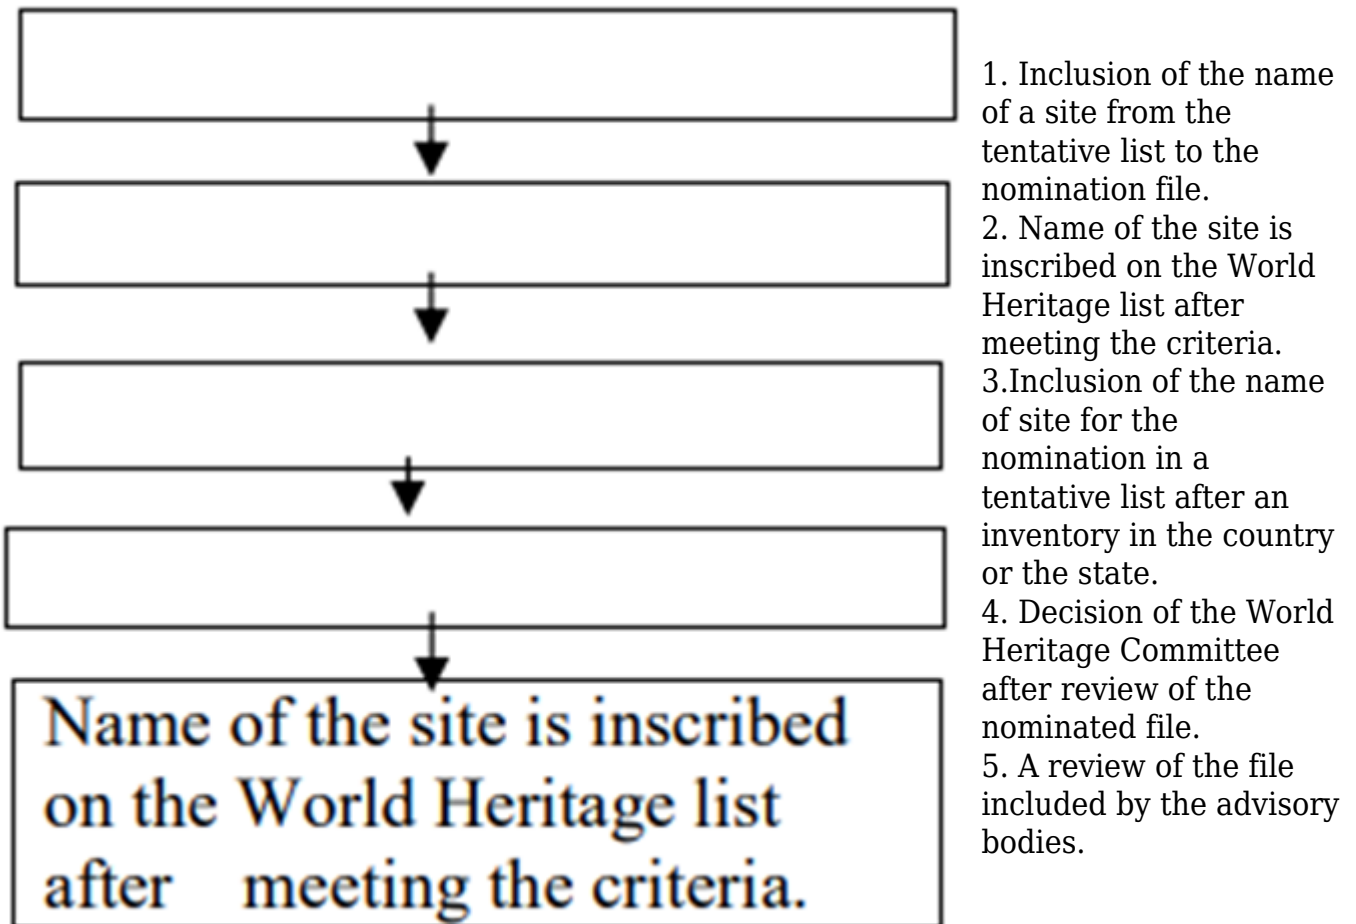 1. Inclusion of the name
of a site from the
tentative list to the
nomination file.
2. Name of the site is
inscribed on the World
Heritage list after
meeting the criteria.
3.Inclusion of the name
of site for the
nomination in a
tentative list after an
inventory in the country
or the state.
4. Decision of the World
Heritage Committee
after review of the
nominated file.
5. A review of the file
included by the advisory
bodies.
Name of the site is inscribed
on the World Heritage list
after meeting the criteria.